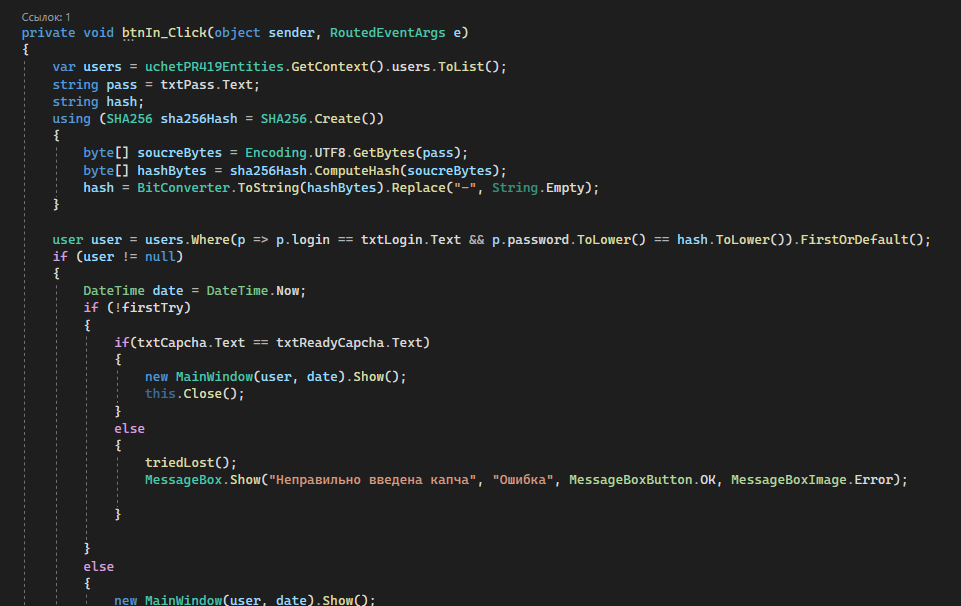 Ссылок: 1
private void btnIn_Click(object sender, RoutedEventArgs e)
{
var users = uchetPR419Entities.GetContext().users.ToList();
string pass = txtPass.Text;
string hash;
using (SHA256 sha256Hash = SHA256.Create())
{
byte[] soucreBytes = Encoding.UTF8.GetBytes(pass);
byte[] hashBytes = sha256Hash.ComputeHash(soucreBytes);
hash = BitConverter.ToString(hashBytes).Replace("-", String.Empty);
}
user user = users.Where(p => p.login == txtLogin.Text && p.password.ToLower() == hash.ToLower()).FirstOrDefault();
if (user != null)
{
DateTime date = DateTime.Now;
if (!firstTry)
{
if(txtCapcha.Text == txtReadyCapcha.Text)
{
new MainWindow(user, date).Show();
this.Close();
}
else
{
triedLost();
MessageBox.Show("Неправильно введена капча", "Ошибка", MessageBoxButton.OK, MessageBoxImage.Error);
}
}
else
{
new MainWindow(user, date).Show();